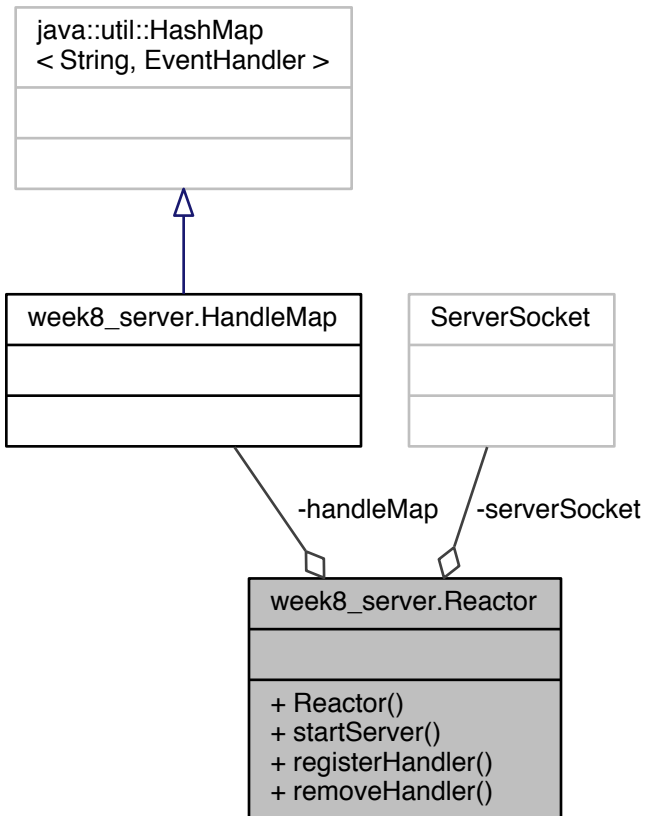 java::util::HashMap
< String, EventHandler >
week8_server.HandleMap
ServerSocket
-handleMap
-serverSocket
week8_server.Reactor
+ Reactor()
+ startServer()
+ registerHandler()
+ removeHandler()